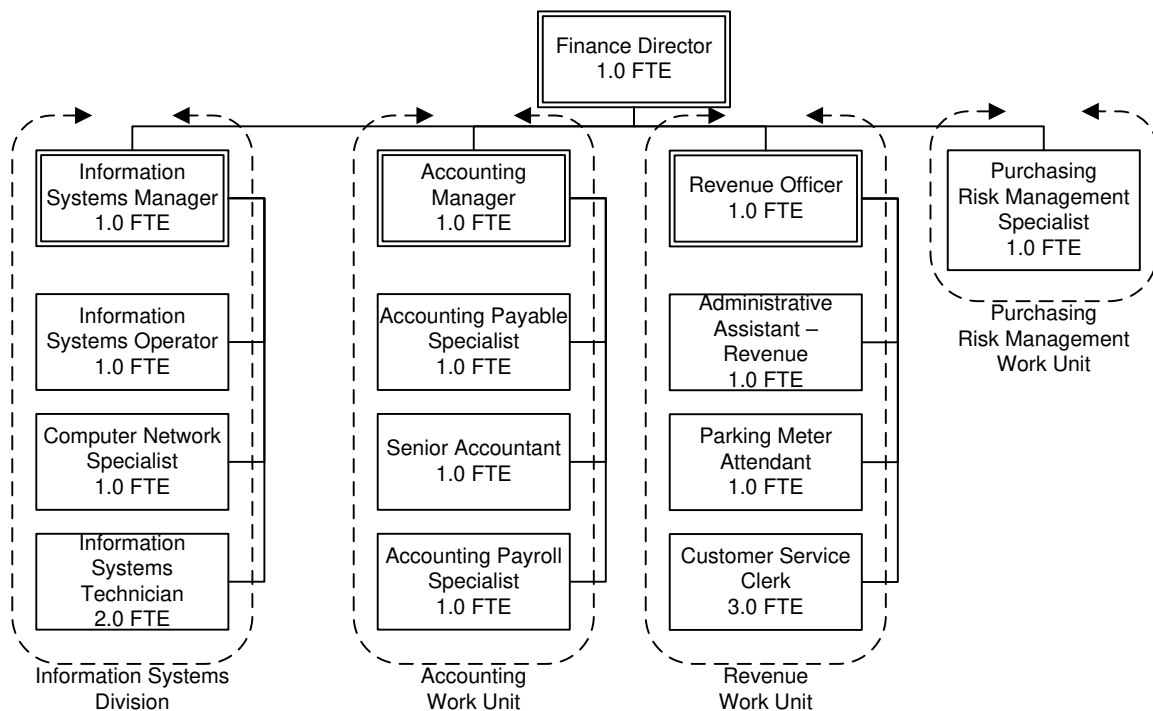 Finance Director
1.0 FTE
Information
Systems Manager
1.0 FTE
Accounting
Manager
1.0 FTE
Revenue Officer
1.0 FTE
Purchasing
Risk Management
Specialist
1.0 FTE
Information
Systems Operator
1.0 FTE
Accounting Payable
Specialist
1.0 FTE
Administrative
Assistant –
Revenue
1.0 FTE
Purchasing
Risk Management
Work Unit
Computer Network
Specialist
1.0 FTE
Senior Accountant
1.0 FTE
Parking Meter
Attendant
1.0 FTE
Information
Systems
Technician
2.0 FTE
Accounting Payroll
Specialist
1.0 FTE
Customer Service
Clerk
3.0 FTE
Information Systems
Division
Accounting
Work Unit
Revenue
Work Unit